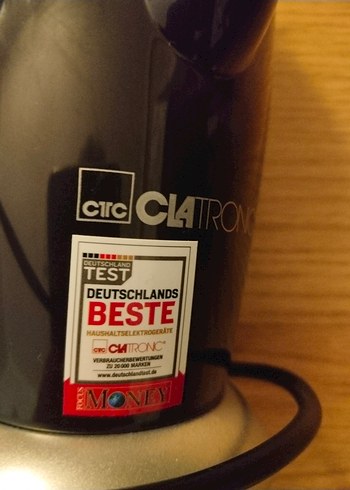 CTC CLATRONIC
DEUTSCHLAND
TEST
DEUTSCHLANDS
BESTE
HAUSHALTSELEKTROGERÄTE
CTC CLATRONIC
VERBRAUCHERBEWERTUNGEN
ZU 20 000 MARKEN
www.deutschlandtest.de
FOCUS MONEY